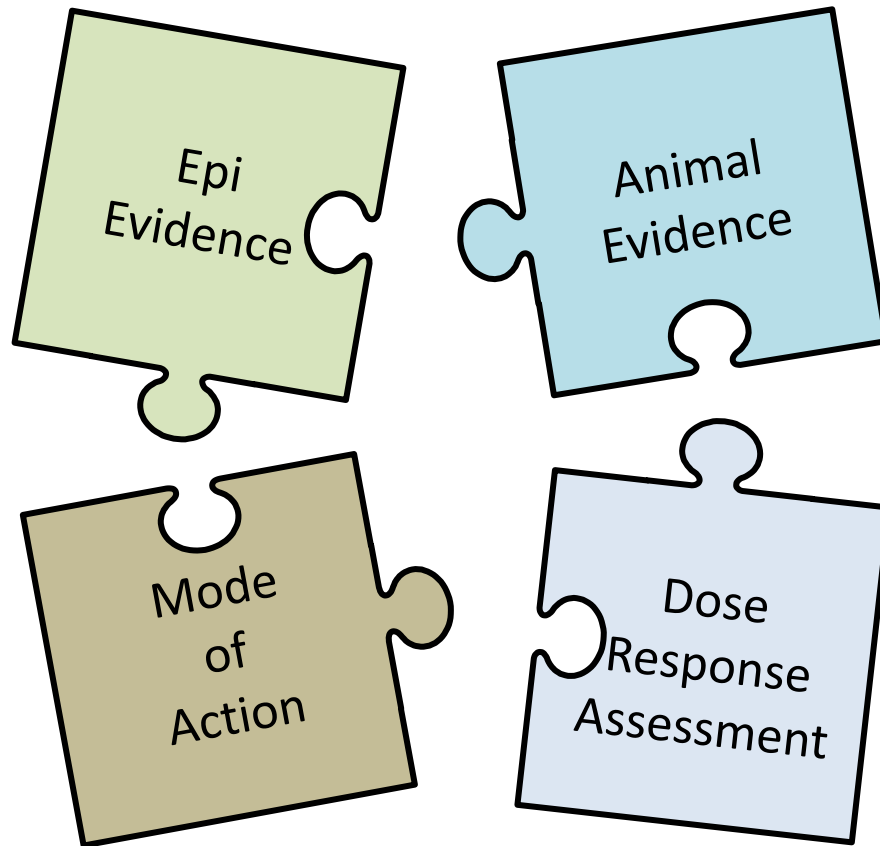 Epi
Evidence
Animal
Evidence
Mode
of
Action
Dose
Response
Assessment